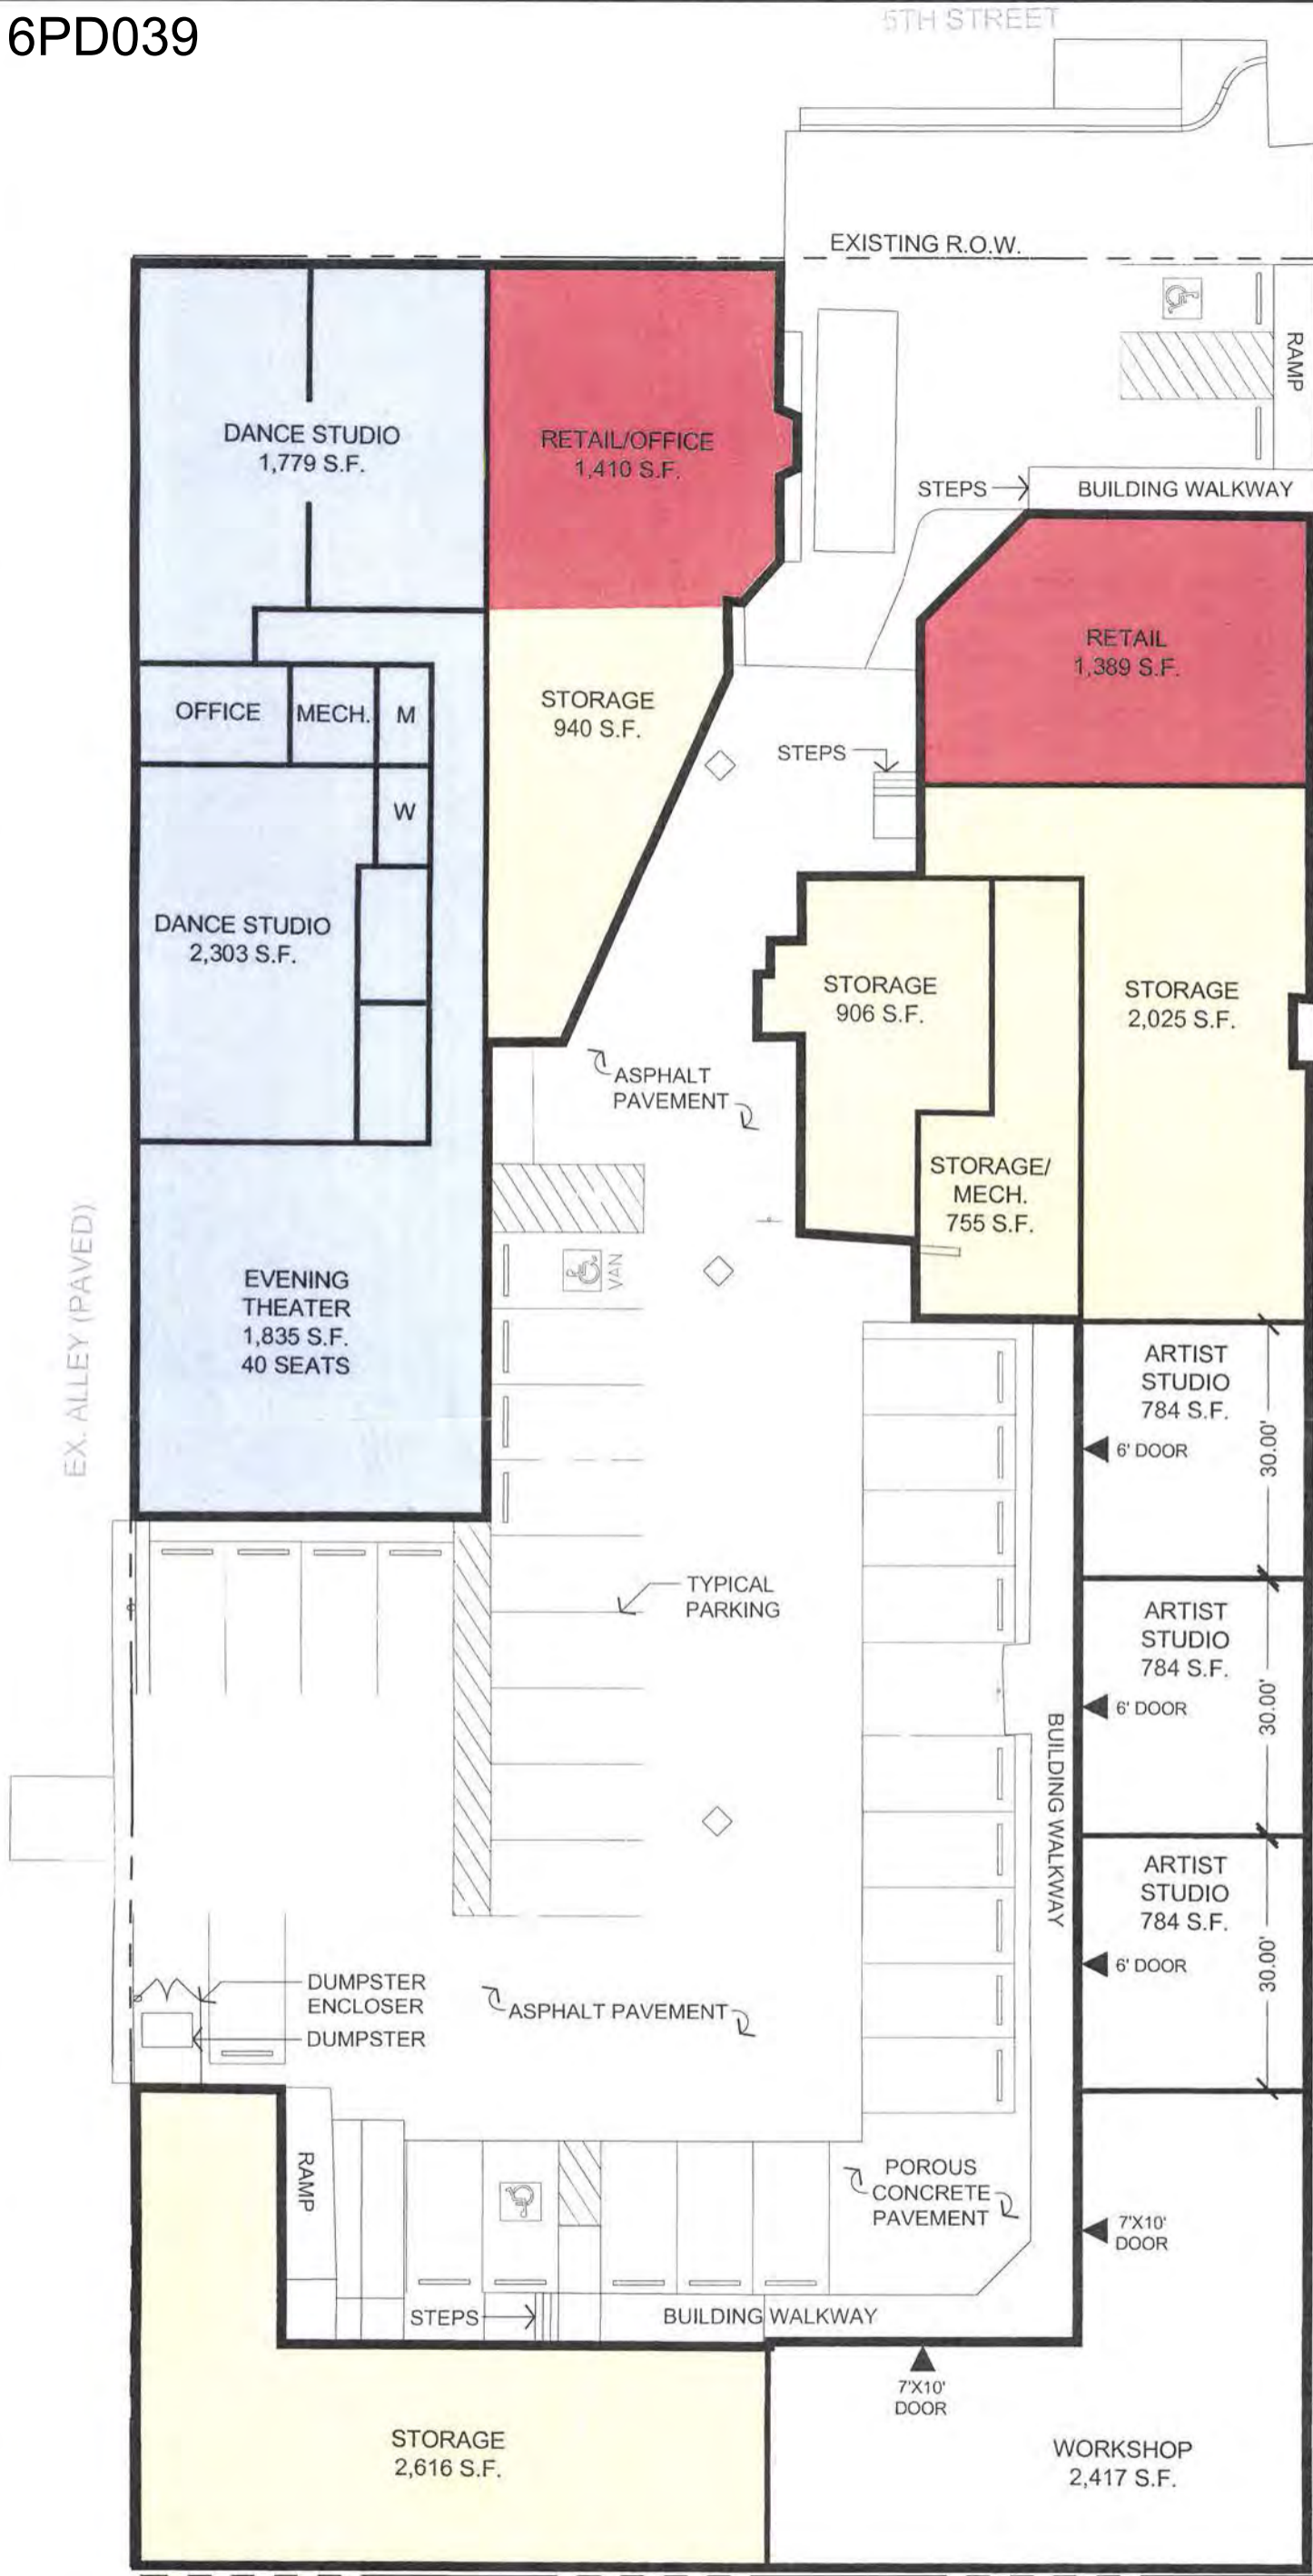 6PD039
5TH STREET
EXISTING R.O.W.
RAMP
DANCE STUDIO
1,779 S.F.
RETAIL/OFFICE
1,410 S.F.
STEPS
BUILDING WALKWAY
RETAIL
1,389 S.F.
OFFICE
MECH.
M
STORAGE
940 S.F.
STEPS
W
DANCE STUDIO
2,303 S.F.
STORAGE
906 S.F.
STORAGE
2,025 S.F.
ASPHALT
PAVEMENT
STORAGE/
MECH.
755 S.F.
EX. ALLEY (PAVED)
VAN
EVENING
THEATER
1,835 S.F.
40 SEATS
ARTIST
STUDIO
784 S.F.
6' DOOR
30.00'
TYPICAL
PARKING
ARTIST
STUDIO
784 S.F.
6' DOOR
30.00'
BUILDING WALKWAY
ARTIST
STUDIO
784 S.F.
6' DOOR
30.00'
DUMPSTER
ENCLOSER
DUMPSTER
ASPHALT PAVEMENT
RAMP
POROUS
CONCRETE
PAVEMENT
7'X10'
DOOR
STEPS
BUILDING WALKWAY
7'X10'
DOOR
STORAGE
2,616 S.F.
WORKSHOP
2,417 S.F.